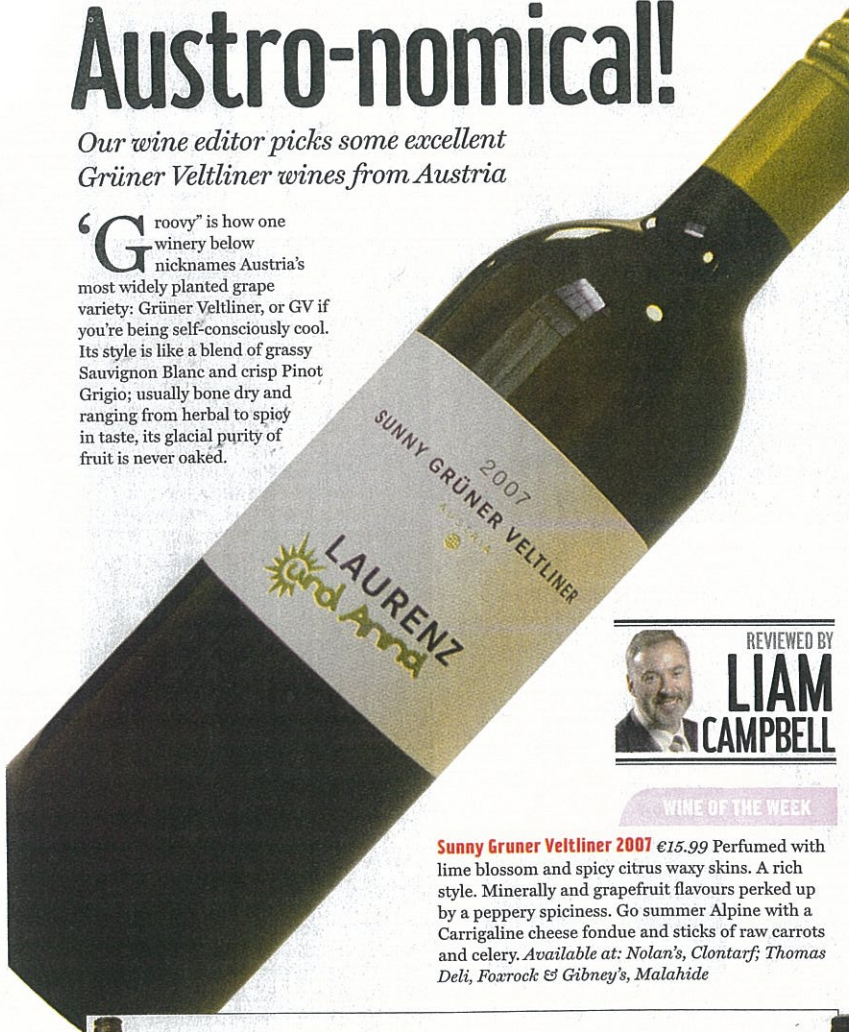 Austro-nomical!
Our wine editor picks some excellent
Grüner Veltliner wines from Austria
‘Groovy” is how one
winery below
nicknames Austria’s
most widely planted grape
variety: Grüner Veltliner, or GV if
you’re being self-consciously cool.
Its style is like a blend of grassy
Sauvignon Blanc and crisp Pinot
Grigio; usually bone dry and
ranging from herbal to spicy
in taste, its glacial purity of
fruit is never oaked.
2007
SUNNY GRÜNER VELTLINER
AUSTRIA
LAURENZ
und Anna
REVIEWED BY
LIAM
CAMPBELL
WINE OF THE WEEK
Sunny Gruner Veltliner 2007 €15.99 Perfumed with
lime blossom and spicy citrus waxy skins. A rich
style. Minerally and grapefruit flavours perked up
by a peppery spiciness. Go summer Alpine with a
Carrigaline cheese fondue and sticks of raw carrots
and celery. Available at: Nolan’s, Clontarf; Thomas
Deli, Foxrock & Gibney’s, Malahide